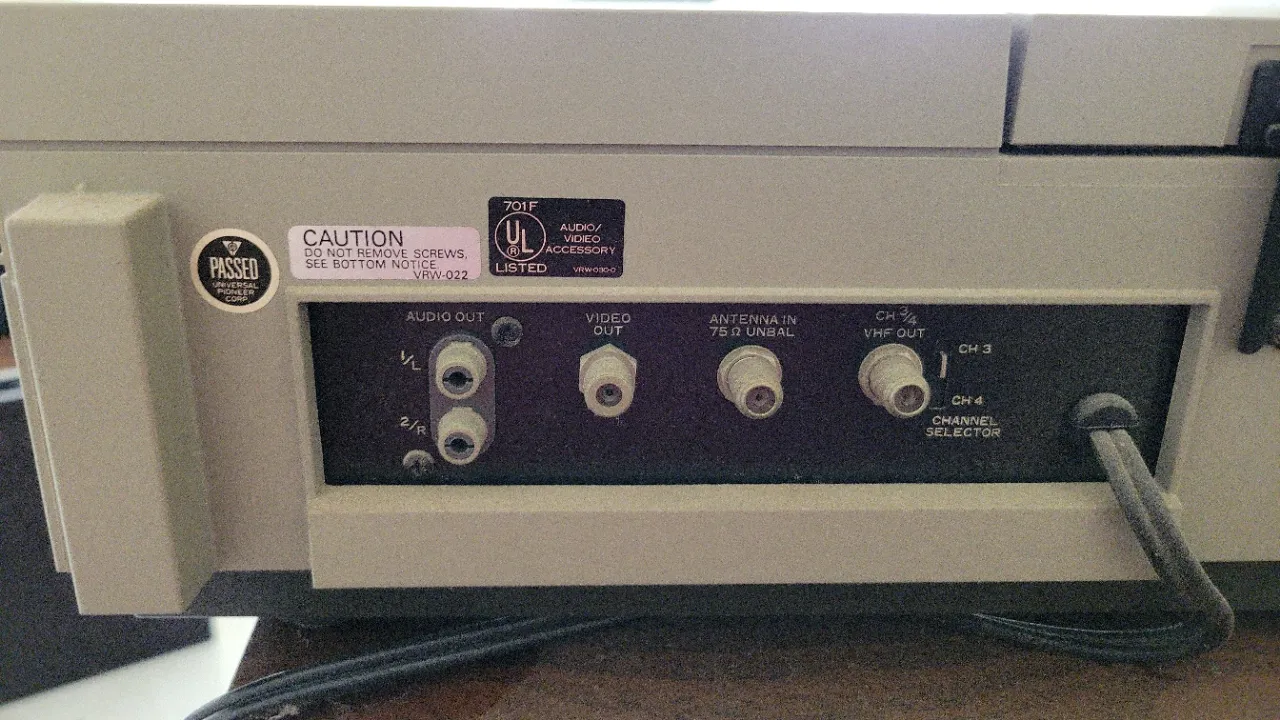 PASSED
UNIVERSAL
PIONEER
CORP
CAUTION
DO NOT REMOVE SCREWS.
SEE BOTTOM NOTICE
VRW-022
701F
UL
®
LISTED
AUDIO/
VIDEO
ACCESSORY
AUDIO OUT
1/L
2/R
VIDEO
OUT
ANTENNA IN
75 Ω UNBAL
CH 3/4
VHF OUT
CH 3
CH 4
CHANNEL
SELECTOR